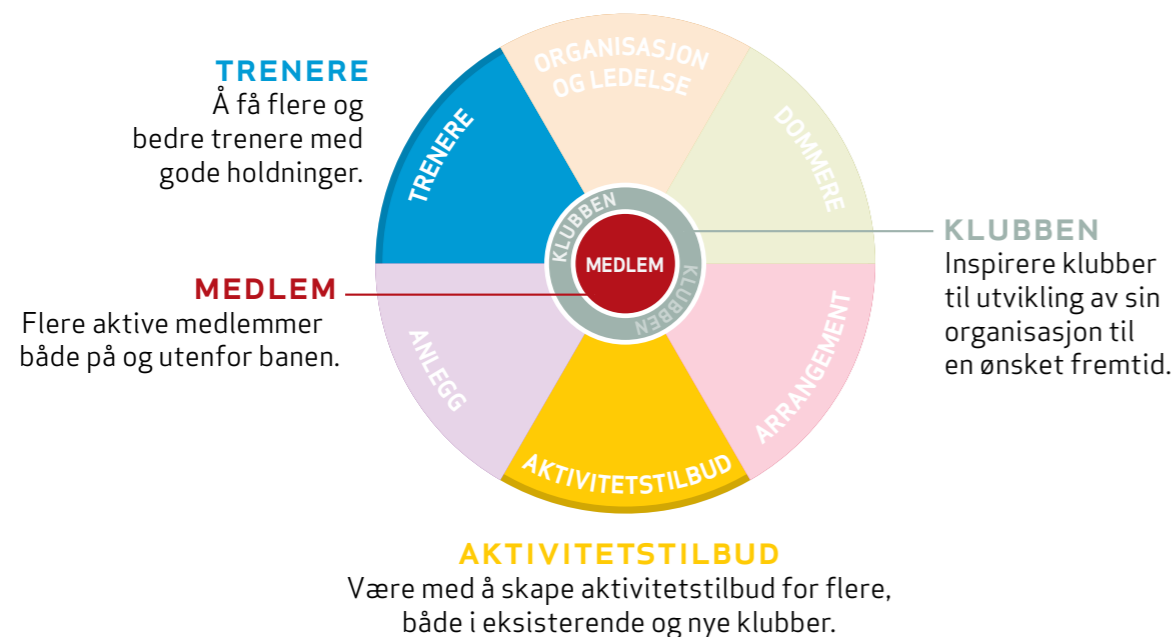 ORGANISASJON
OG LEDELSE
DOMMERE
TRENERE
TRENERE
Å få flere og
bedre trenere med
gode holdninger.
KLUBBEN
MEDLEM
KLUBBEN
KLUBBEN
Inspirere klubber
til utvikling av sin
organisasjon til
en ønsket fremtid.
MEDLEM
Flere aktive medlemmer
både på og utenfor banen.
ANLEGG
ARRANGEMENT
AKTIVITETSTILBUD
AKTIVITETSTILBUD
Være med å skape aktivitetstilbud for flere,
både i eksisterende og nye klubber.